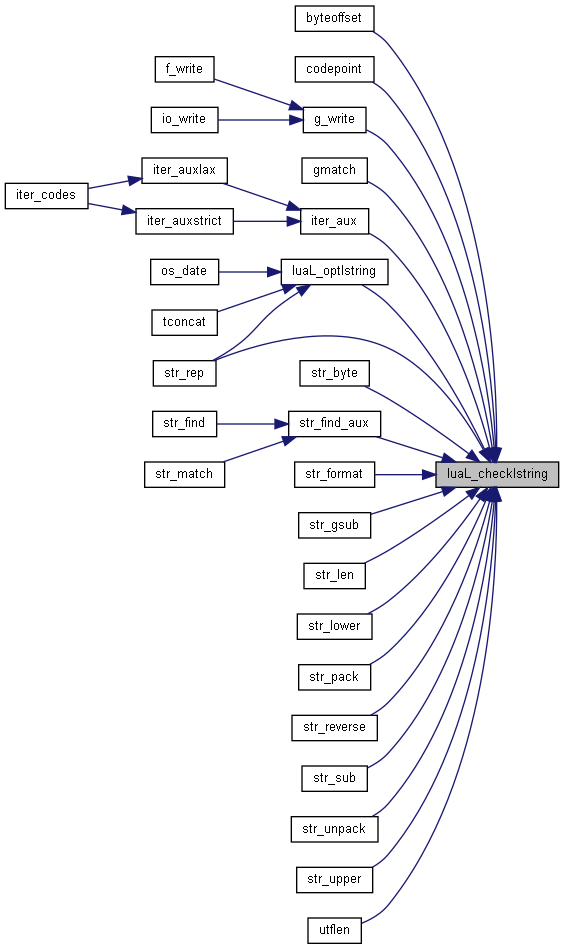 byteoffset
codepoint
f_write
io_write
g_write
gmatch
iter_auxlax
iter_codes
iter_auxstrict
iter_aux
os_date
luaL_optlstring
tconcat
str_rep
str_byte
str_find
str_find_aux
str_match
str_format
luaL_checklstring
str_gsub
str_len
str_lower
str_pack
str_reverse
str_sub
str_unpack
str_upper
utflen